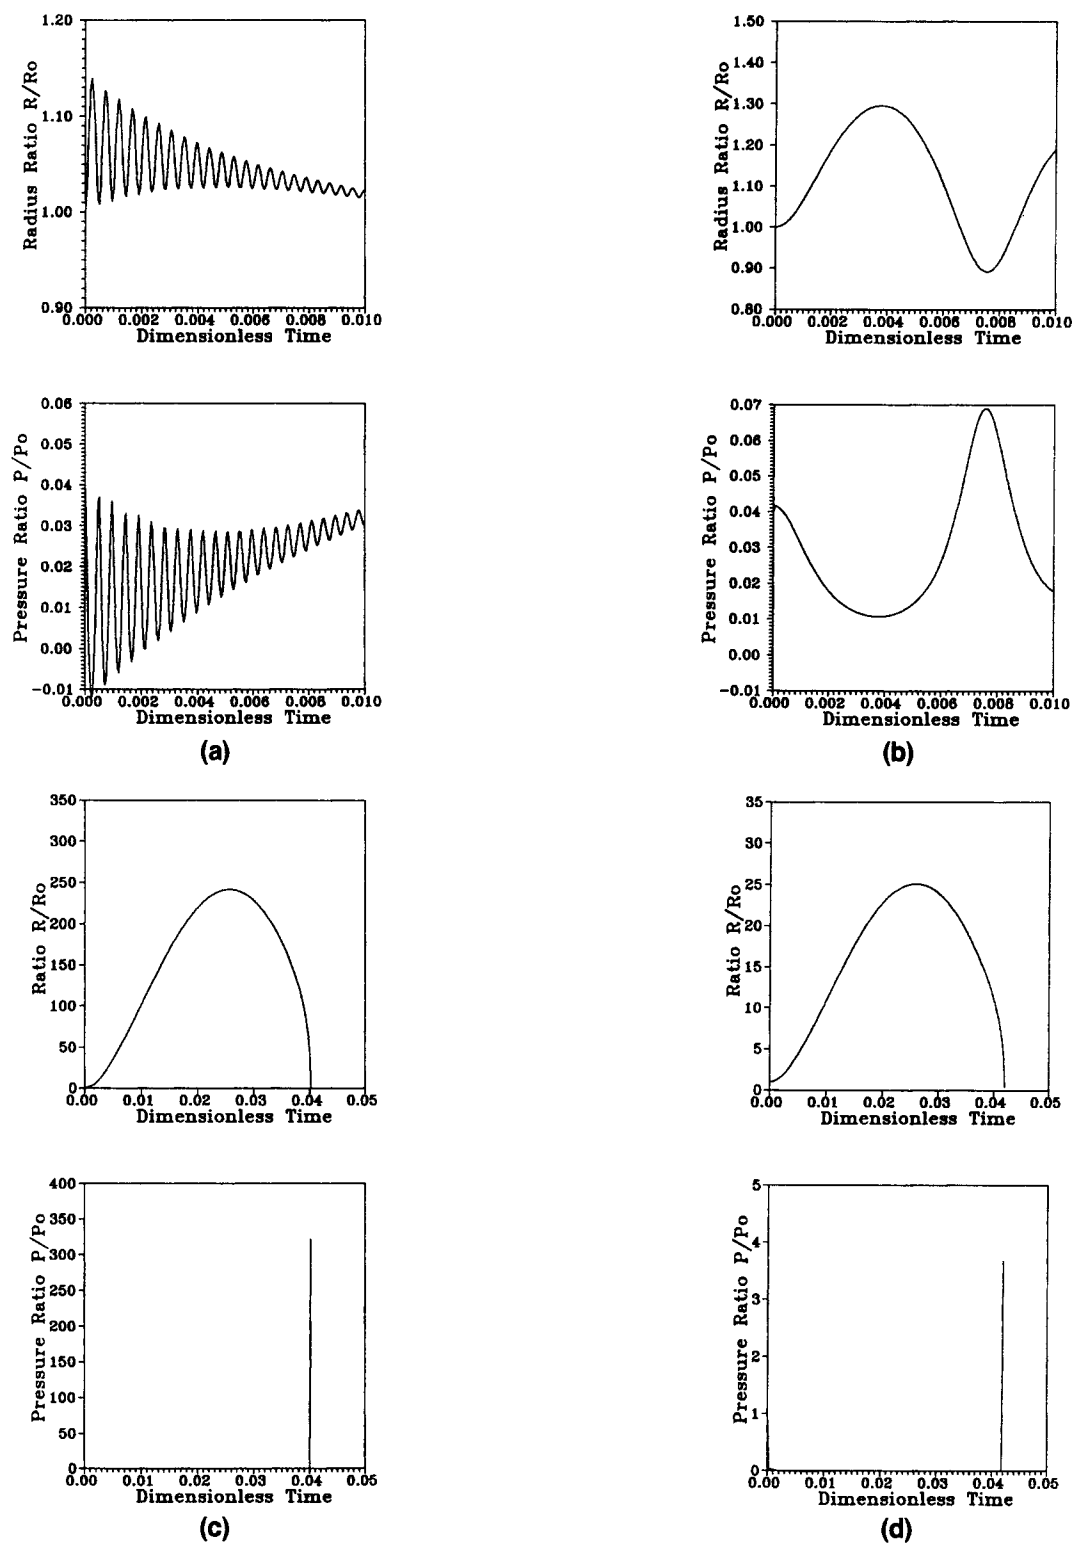 1.20
1.10
1.00
0.90
Radius Ratio R/Ro
0.000 0.002 0.004 0.006 0.008 0.010
Dimensionless Time
1.50
1.40
1.30
1.20
1.10
1.00
0.90
0.80
Radius Ratio R/Ro
0.000 0.002 0.004 0.006 0.008 0.010
Dimensionless Time
0.06
0.05
0.04
0.03
0.02
0.01
0.00
-0.01
Pressure Ratio P/Po
0.000 0.002 0.004 0.006 0.008 0.010
Dimensionless Time
(a)
0.07
0.06
0.05
0.04
0.03
0.02
0.01
0.00
-0.01
Pressure Ratio P/Po
0.000 0.002 0.004 0.006 0.008 0.010
Dimensionless Time
(b)
350
300
250
200
150
100
50
0
Ratio R/Ro
0.00 0.01 0.02 0.03 0.04 0.05
Dimensionless Time
35
30
25
20
15
10
5
0
Ratio R/Ro
0.00 0.01 0.02 0.03 0.04 0.05
Dimensionless Time
400
350
300
250
200
150
100
50
0
Pressure Ratio P/Po
0.00 0.01 0.02 0.03 0.04 0.05
Dimensionless Time
(c)
5
4
3
2
1
0
Pressure Ratio P/Po
0.00 0.01 0.02 0.03 0.04 0.05
Dimensionless Time
(d)